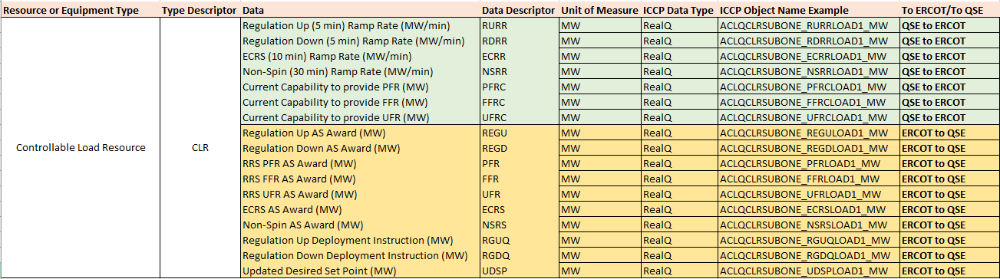 Resource or Equipment Type Type Descriptor Data Data Descriptor Unit of Measure ICCP Data Type ICCP Object Name Example To ERCOT/To QSE
Regulation Up (5 min) Ramp Rate (MW/min) RURR MW RealQ ACLQCLRSUBONE_RURRLOAD1_MW QSE to ERCOT
Regulation Down (5 min) Ramp Rate (MW/min) RDRR MW RealQ ACLQCLRSUBONE_RDRRLOAD1_MW QSE to ERCOT
ECRS (10 min) Ramp Rate (MW/min) ECRR MW RealQ ACLQCLRSUBONE_ECRRLOAD1_MW QSE to ERCOT
Non-Spin (30 min) Ramp Rate (MW/min) NSRR MW RealQ ACLQCLRSUBONE_NSRRLOAD1_MW QSE to ERCOT
Current Capability to provide PFR (MW) PFRC MW RealQ ACLQCLRSUBONE_PFRCLOAD1_MW QSE to ERCOT
Current Capability to provide FFR (MW) FFRC MW RealQ ACLQCLRSUBONE_FFRCLOAD1_MW QSE to ERCOT
Current Capability to provide UFR (MW) UFRC MW RealQ ACLQCLRSUBONE_UFRCLOAD1_MW QSE to ERCOT
Regulation Up AS Award (MW) REGU MW RealQ ACLQCLRSUBONE_REGULOAD1_MW ERCOT to QSE
Controllable Load Resource CLR Regulation Down AS Award (MW) REGD MW RealQ ACLQCLRSUBONE_REGDLOAD1_MW ERCOT to QSE
RRS PFR AS Award (MW) PFR MW RealQ ACLQCLRSUBONE_PFRLOAD1_MW ERCOT to QSE
RRS FFR AS Award (MW) FFR MW RealQ ACLQCLRSUBONE_FFRLOAD1_MW ERCOT to QSE
RRS UFR AS Award (MW) UFR MW RealQ ACLQCLRSUBONE_UFRLOAD1_MW ERCOT to QSE
ECRS AS Award (MW) ECRS MW RealQ ACLQCLRSUBONE_ECRSLOAD1_MW ERCOT to QSE
Non-Spin AS Award (MW) NSRS MW RealQ ACLQCLRSUBONE_NSRSLOAD1_MW ERCOT to QSE
Regulation Up Deployment Instruction (MW) RGUQ MW RealQ ACLQCLRSUBONE_RGUQLOAD1_MW ERCOT to QSE
Regulation Down Deployment Instruction (MW) RGDQ MW RealQ ACLQCLRSUBONE_RGDQLOAD1_MW ERCOT to QSE
Updated Desired Set Point (MW) UDSP MW RealQ ACLQCLRSUBONE_UDSPLOAD1_MW ERCOT to QSE